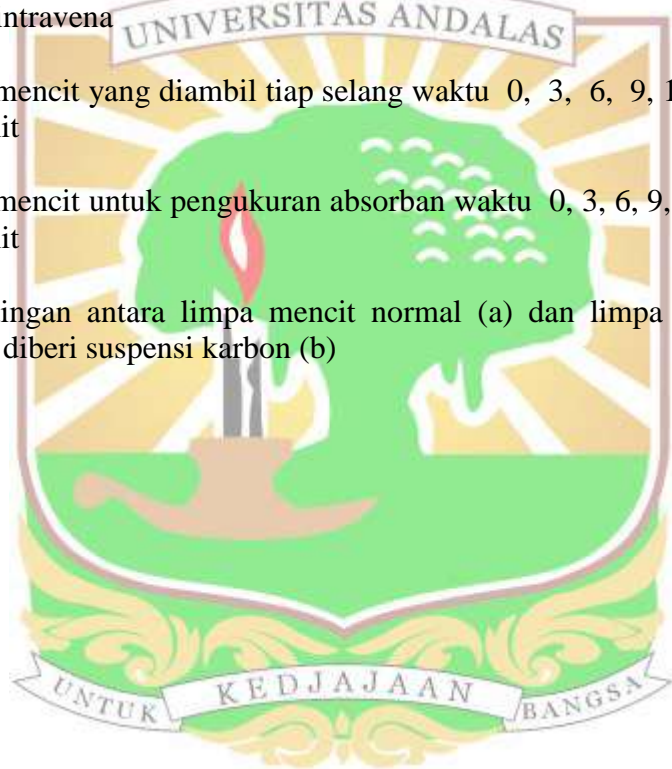 intravena
UNIVERSITAS ANDALAS
mencit yang diambil tiap selang waktu 0, 3, 6, 9, 1
it
mencit untuk pengukuran absorban waktu 0, 3, 6, 9,
it
ingan antara limpa mencit normal (a) dan limpa
diberi suspensi karbon (b)
UNTUK KEDJAJAAN BANGSA